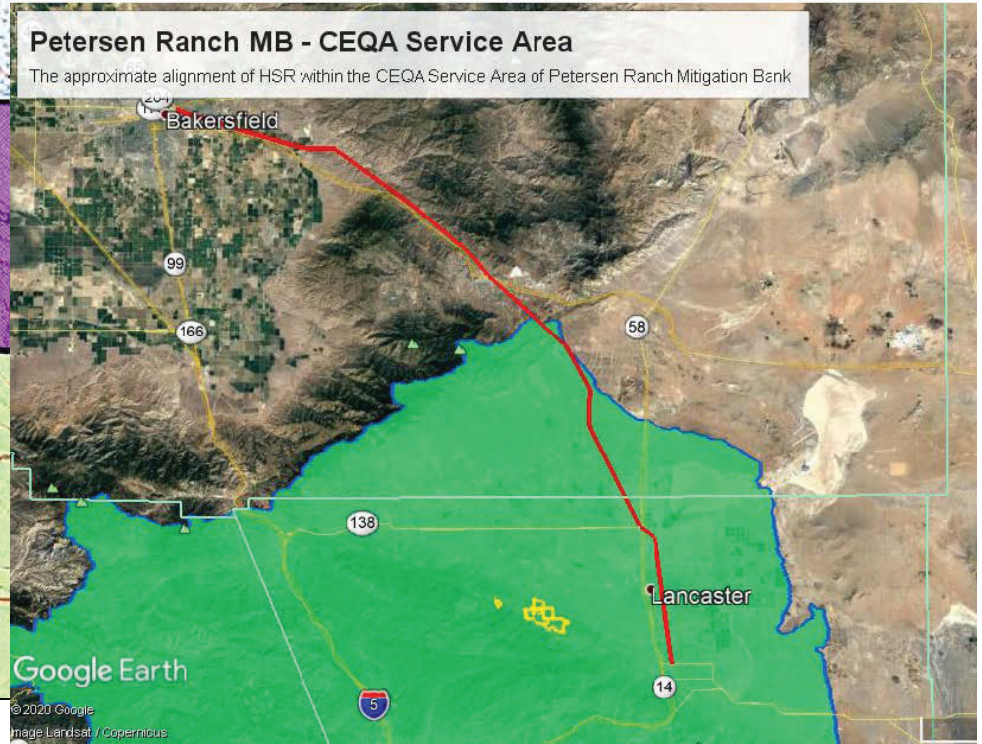 Petersen Ranch MB - CEQA Service Area
The approximate alignment of HSR within the CEQA Service Area of Petersen Ranch Mitigation Bank
204
Bakersfield
99
166
58
138
Lancaster
14
5
Google Earth
© 2020 Google
mage Landsat / Copernicus